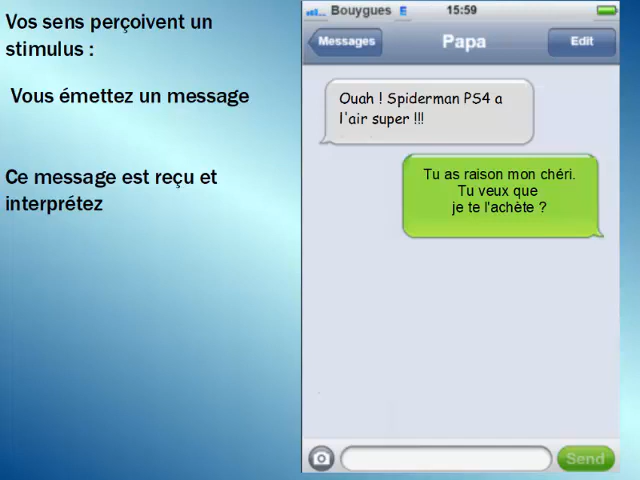 Vos sens perçoivent un
stimulus :
Vous émettez un message
Ce message est reçu et
interprétez
Bouygues E 15:59
Messages Papa Edit
Ouah ! Spiderman PS4 a
l'air super !!!
Tu as raison mon chéri.
Tu veux que
je te l'achète ?
Send